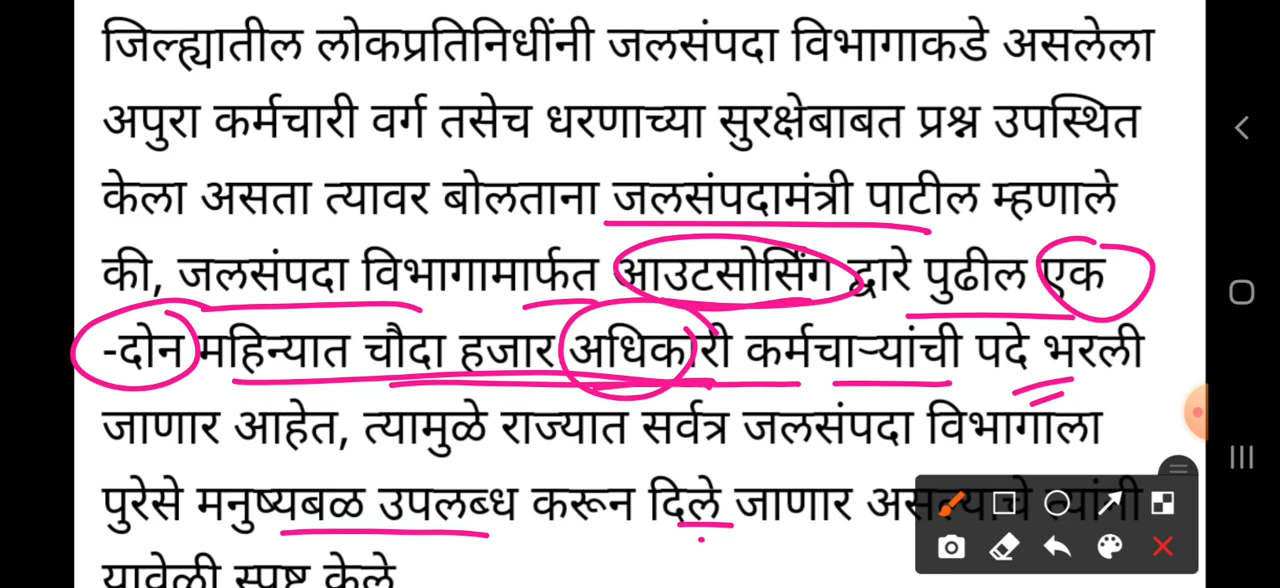 जिल्ह्यातील लोकप्रतिनिधींनी जलसंपदा विभागाकडे असलेला
अपुरा कर्मचारी वर्ग तसेच धरणाच्या सुरक्षेबाबत प्रश्न उपस्थित
केला असता त्यावर बोलताना जलसंपदामंत्री पाटील म्हणाले
की, जलसंपदा विभागामार्फत आउटसोर्सिंग द्वारे पुढील एक
-दोन महिन्यात चौदा हजार अधिकारी कर्मचाऱ्यांची पदे भरली
जाणार आहेत, त्यामुळे राज्यात सर्वत्र जलसंपदा विभागाला
पुरेसे मनुष्यबळ उपलब्ध करून दिले जाणार असल्याचे त्यांनी
यावेळी स्पष्ट केले